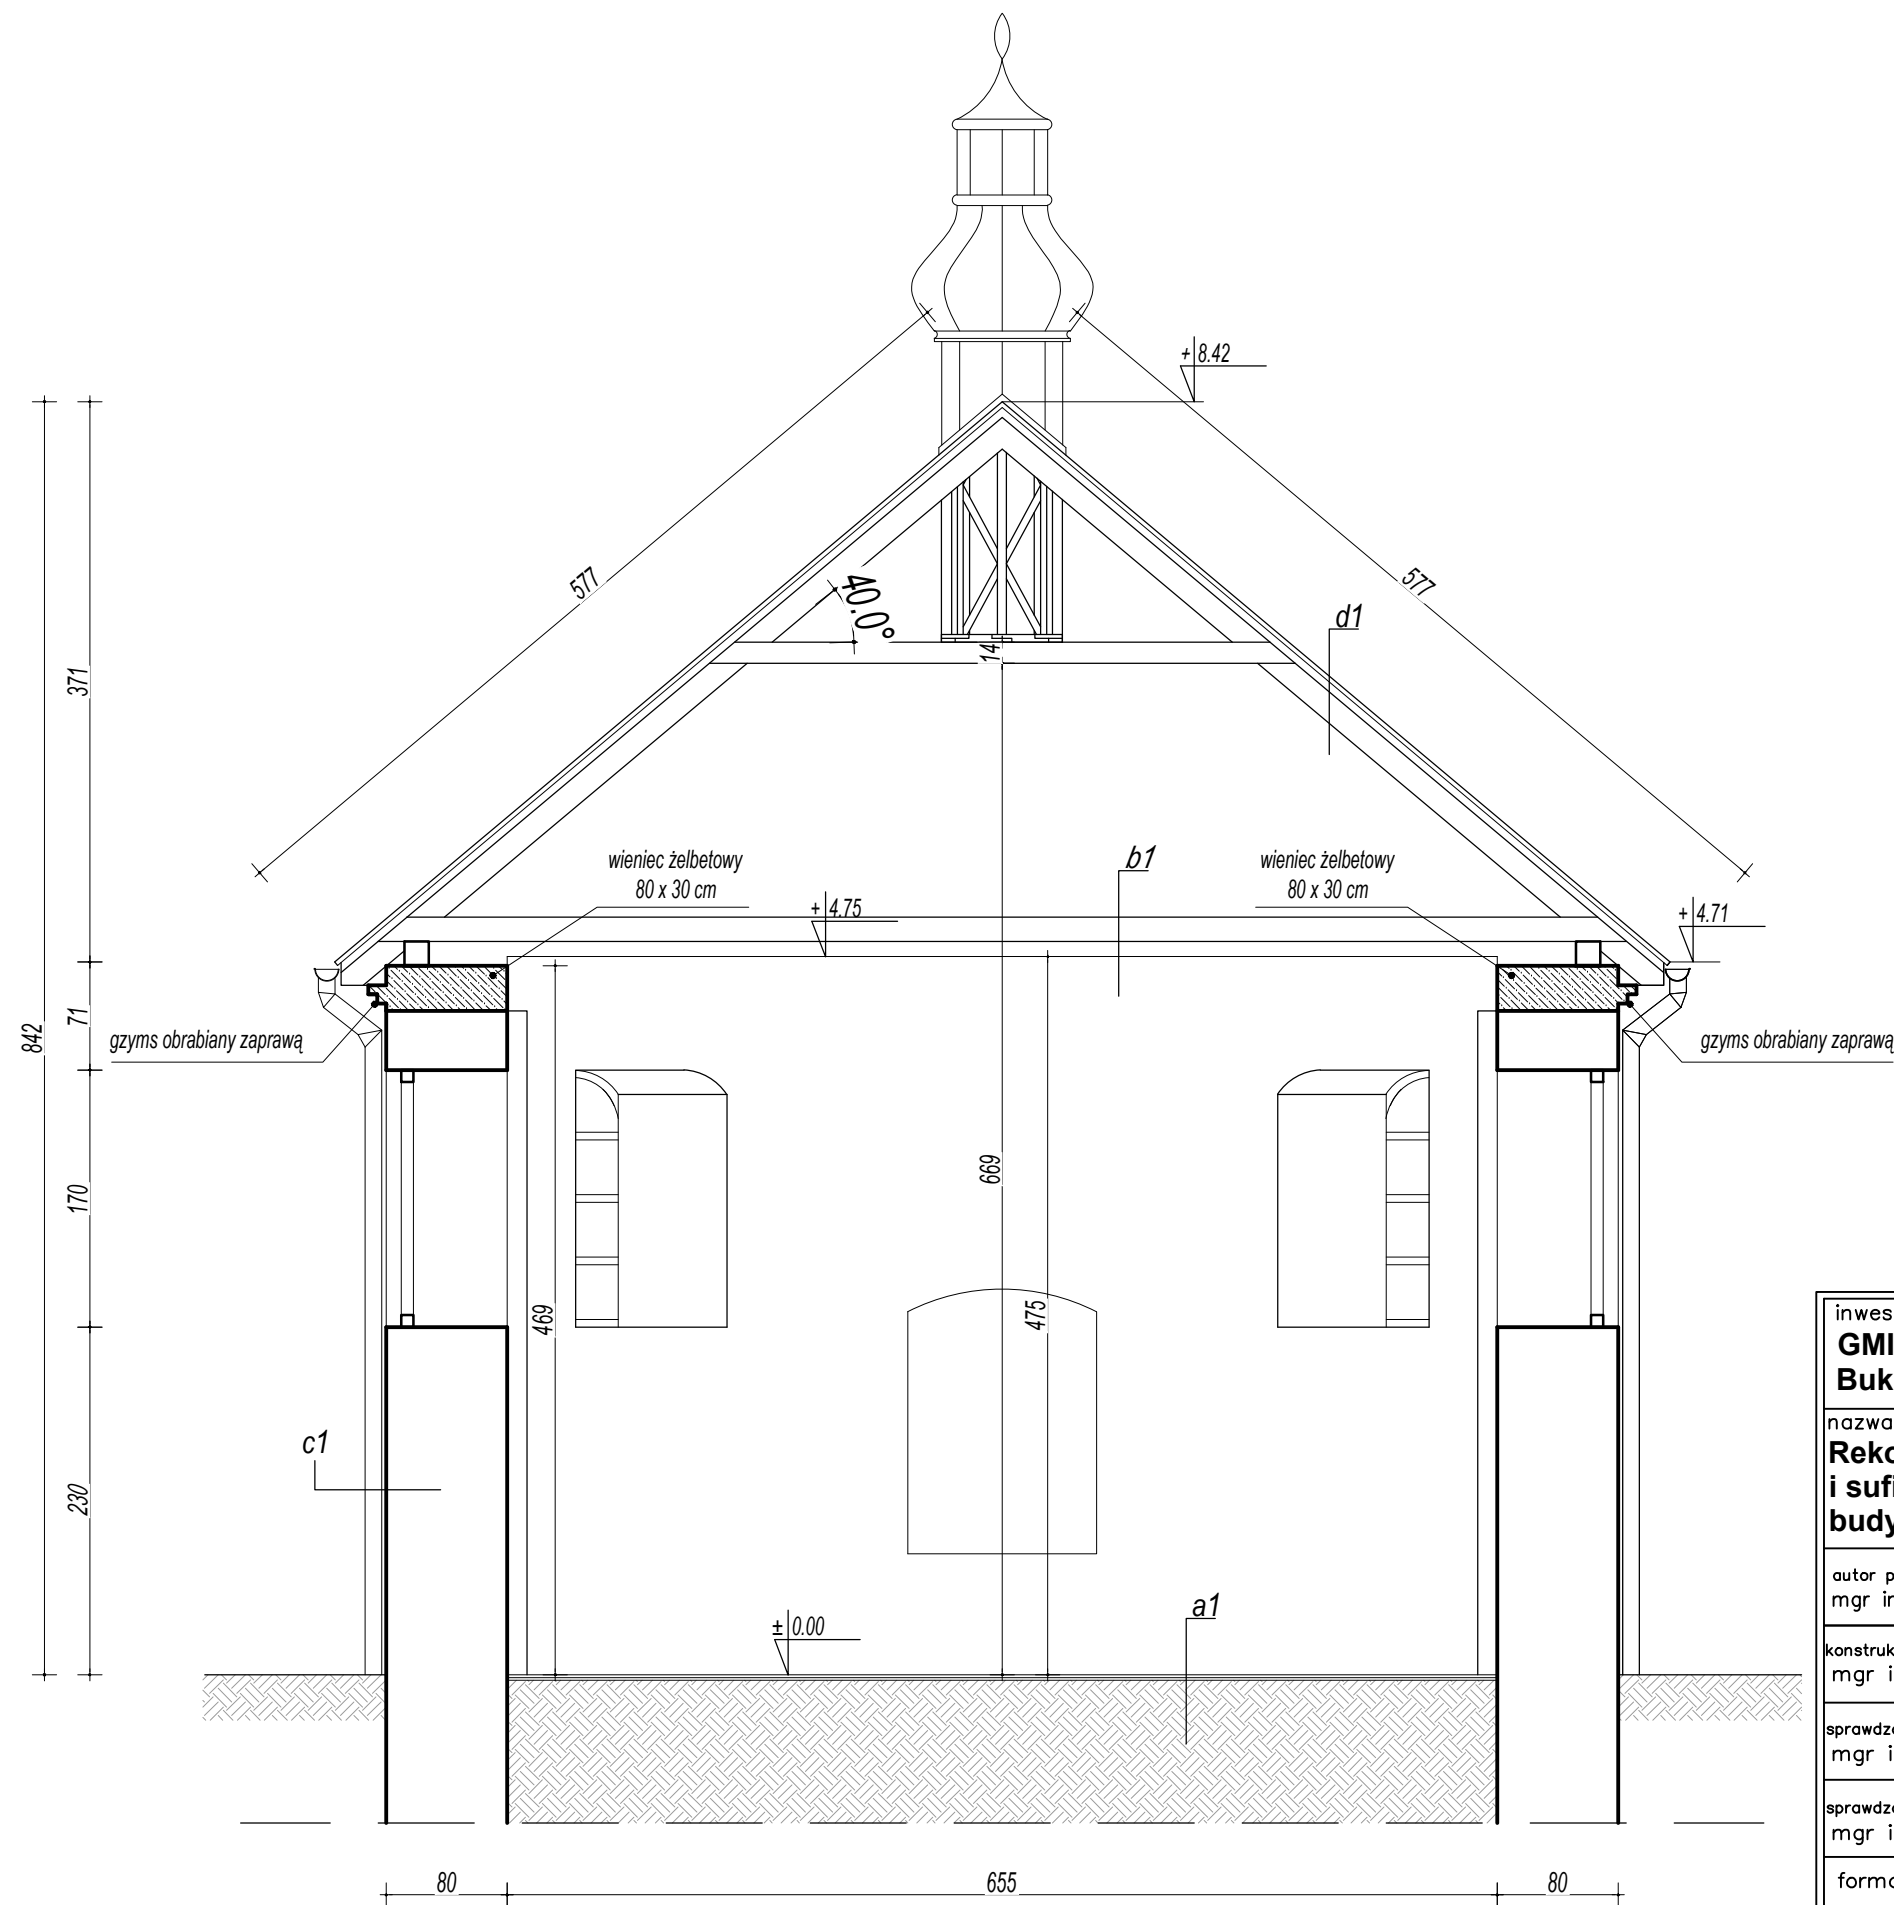 + 8.42
577
577
40.0°
14
d1
371
842
wieniec żelbetowy
80 x 30 cm
wieniec żelbetowy
80 x 30 cm
b1
+ 4.75
+ 4.71
71
gzyms obrabiany zaprawą
gzyms obrabiany zaprawą
170
669
469
475
c1
230
± 0.00
a1
80
655
80
inwes
GMI
Buk
nazwa
Reko
i sufi
budy
autor p
mgr in
konstruk
mgr i
sprawdza
mgr i
sprawdza
mgr i
forma